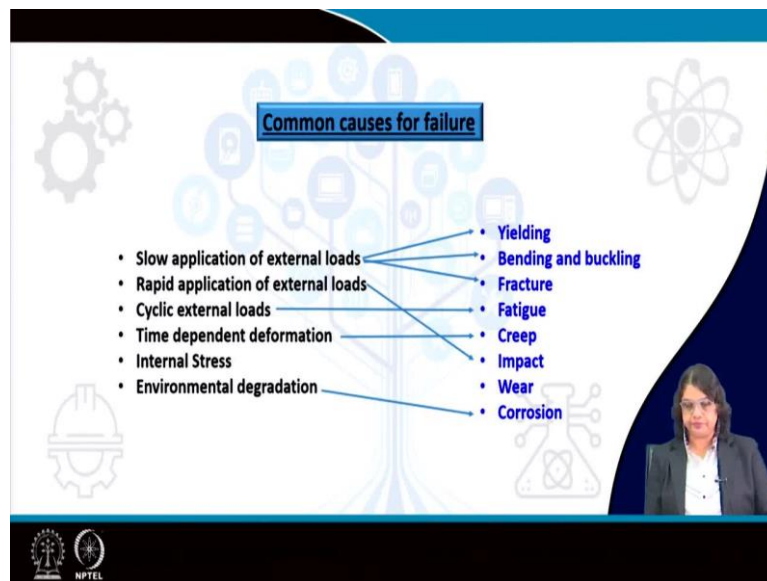 Common causes for failure
• Slow application of external loads
• Rapid application of external loads
• Cyclic external loads
• Time dependent deformation
• Internal Stress
• Environmental degradation
• Yielding
• Bending and buckling
• Fracture
• Fatigue
• Creep
• Impact
• Wear
• Corrosion
NPTEL